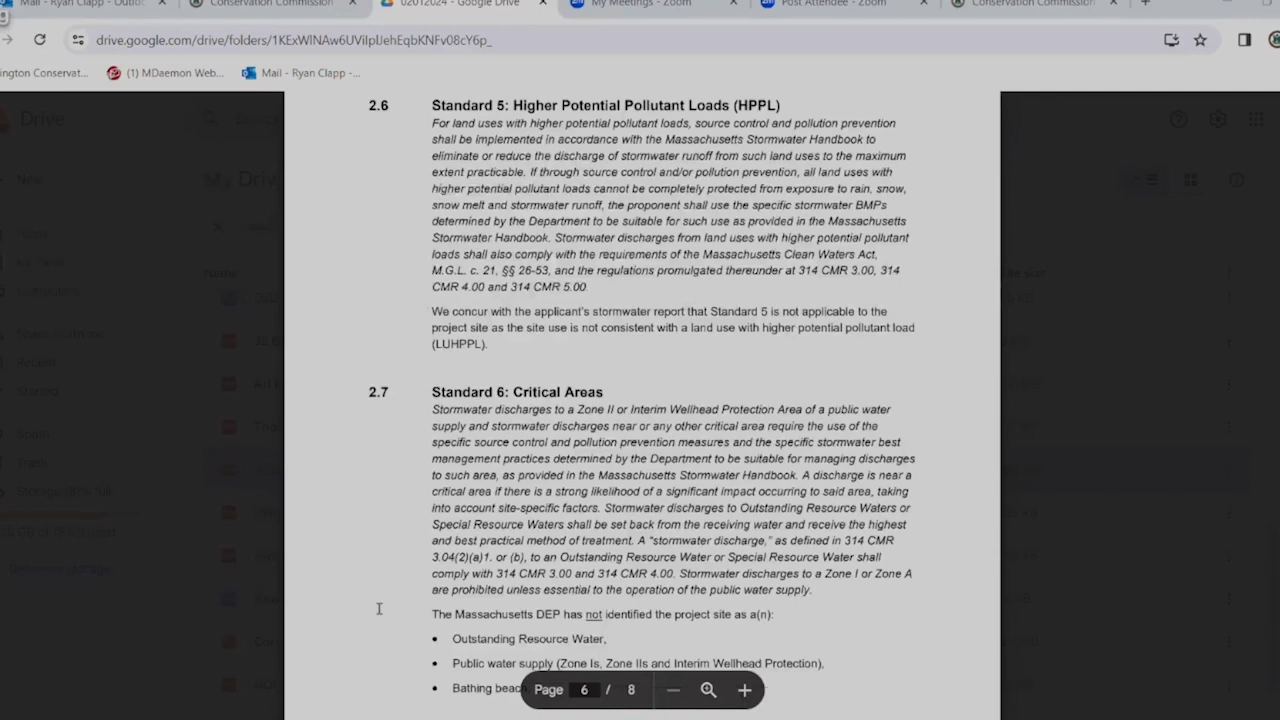 Mail - Ryan Clapp - Outlo
Conservation Commission
02012024 - Google Drive
My Meetings - Zoom
Post Attendee - Zoom
Conservation Commission
drive.google.com/drive/folders/
ington Conservat...
(1) MDaemon Web...
Mail - Ryan Clapp -...
Drive
My Driv
2.6 Standard 5: Higher Potential Pollutant Loads (HPPL)
For land uses with higher potential pollutant loads, source control and pollution prevention
shall be implemented in accordance with the Massachusetts Stormwater Handbook to
eliminate or reduce the discharge of stormwater runoff from such land uses to the maximum
extent practicable. If through source control and/or pollution prevention, all land uses with
higher potential pollutant loads cannot be completely protected from exposure to rain, snow,
snow melt and stormwater runoff, the proponent shall use the specific stormwater BMPs
determined by the Department to be suitable for such use as provided in the Massachusetts
Stormwater Handbook. Stormwater discharges from land uses with higher potential pollutant
loads shall also comply with the requirements of the Massachusetts Clean Waters Act,
M.G.L. c. 21, §§ 26-53, and the regulations promulgated thereunder at 314 CMR 3.00, 314
CMR 4.00 and 314 CMR 5.00.
We concur with the applicant's stormwater report that Standard 5 is not applicable to the
project site as the site use is not consistent with a land use with higher potential pollutant load
(LUHPPL).
2.7 Standard 6: Critical Areas
Stormwater discharges to a Zone II or Interim Wellhead Protection Area of a public water
supply and stormwater discharges near or any other critical area require the use of the
specific source control and pollution prevention measures and the specific stormwater best
management practices determined by the Department to be suitable for managing discharges
to such area, as provided in the Massachusetts Stormwater Handbook. A discharge is near a
critical area if there is a strong likelihood of a significant impact occurring to said area, taking
into account site-specific factors. Stormwater discharges to Outstanding Resource Waters or
Special Resource Waters shall be set back from the receiving water and receive the highest
and best practical method of treatment. A "stormwater discharge," as defined in 314 CMR
3.04(2)(a)1. or (b), to an Outstanding Resource Water or Special Resource Water shall
comply with 314 CMR 3.00 and 314 CMR 4.00. Stormwater discharges to a Zone I or Zone A
are prohibited unless essential to the operation of the public water supply.
The Massachusetts DEP has not identified the project site as a(n):
• Outstanding Resource Water,
• Public water supply (Zone Is, Zone IIs and Interim Wellhead Protection),
• Bathing beach
Page 6 / 8